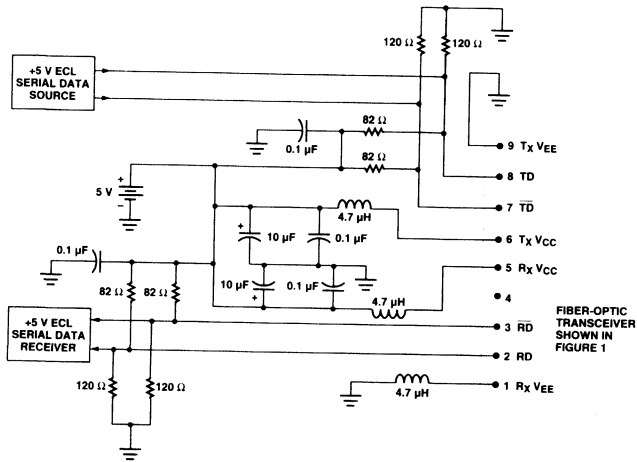 120 Ω
120 Ω
+5 V ECL
SERIAL DATA
SOURCE
82 Ω
0.1 µF
9 TX VEE
82 Ω
8 TD
+
5 V
–
7 T̅D̅
4.7 µH
6 TX VCC
+
10 µF
0.1 µF
0.1 µF
5 RX VCC
82 Ω
82 Ω
10 µF
+
0.1 µF
4.7 µH
4
+5 V ECL
SERIAL DATA
RECEIVER
3 R̅D̅
FIBER-OPTIC
TRANSCEIVER
SHOWN IN
FIGURE 1
2 RD
120 Ω
120 Ω
4.7 µH
1 RX VEE